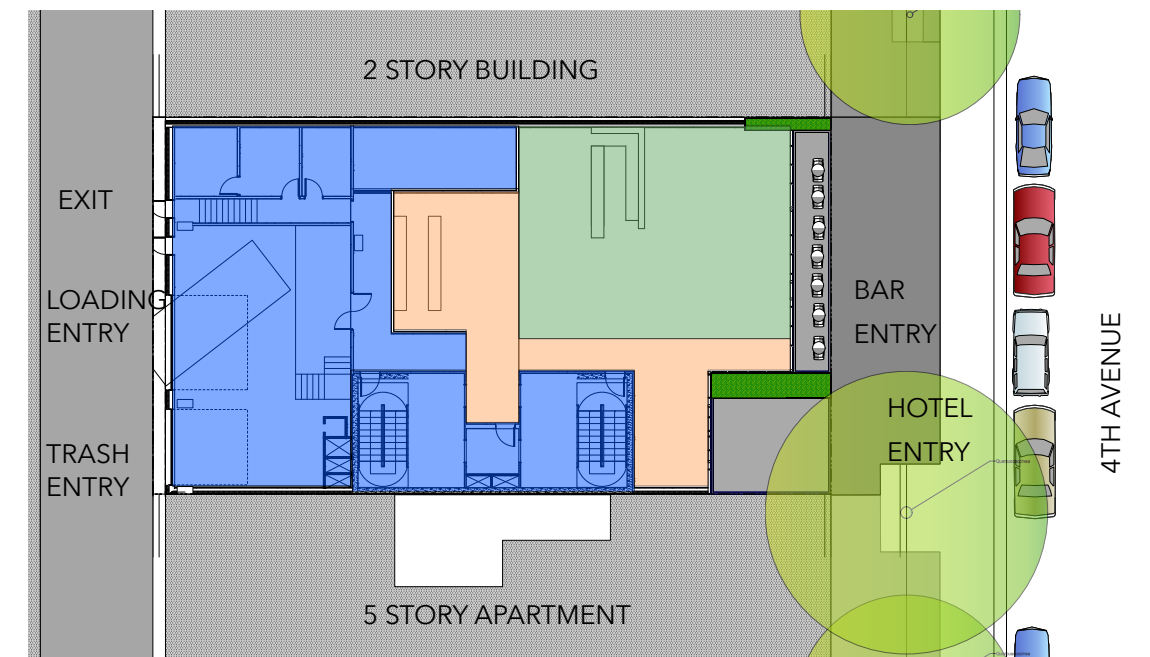 2 STORY BUILDING
EXIT
LOADING
ENTRY
BAR
ENTRY
HOTEL
ENTRY
TRASH
ENTRY
4TH AVENUE
5 STORY APARTMENT